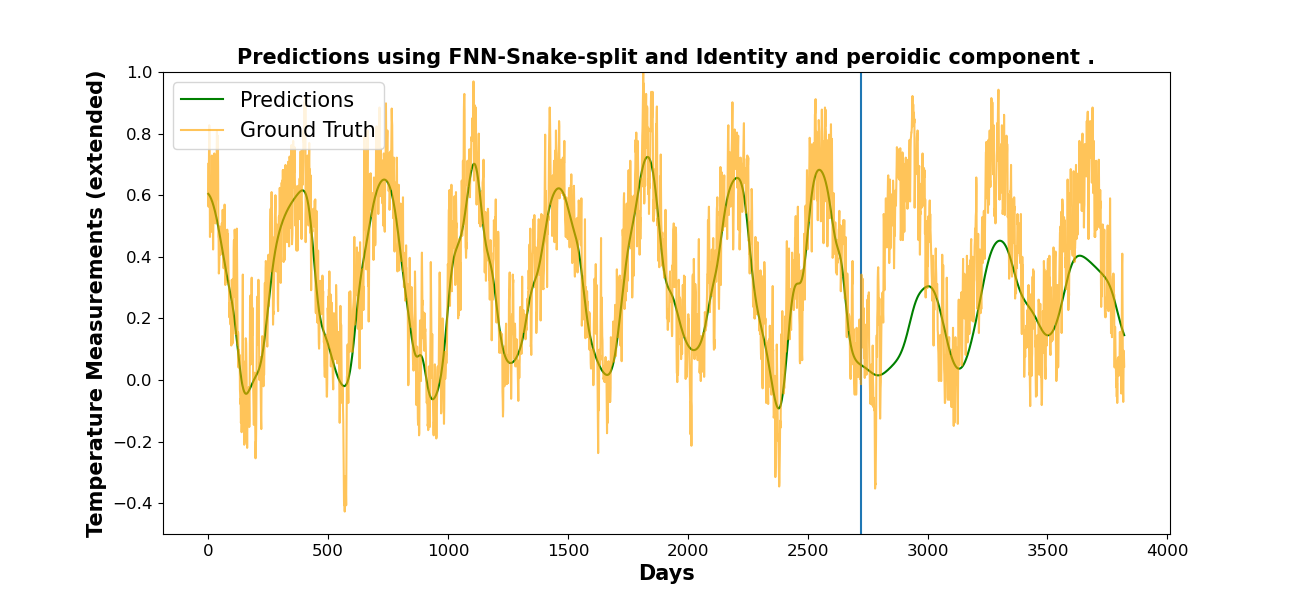 Predictions using FNN-Snake-split and Identity and peroidic component .
Temperature Measurements (extended)
1.0
0.8
0.6
0.4
0.2
0.0
−0.2
−0.4
Predictions
Ground Truth
0 500 1000 1500 2000 2500 3000 3500 4000
Days